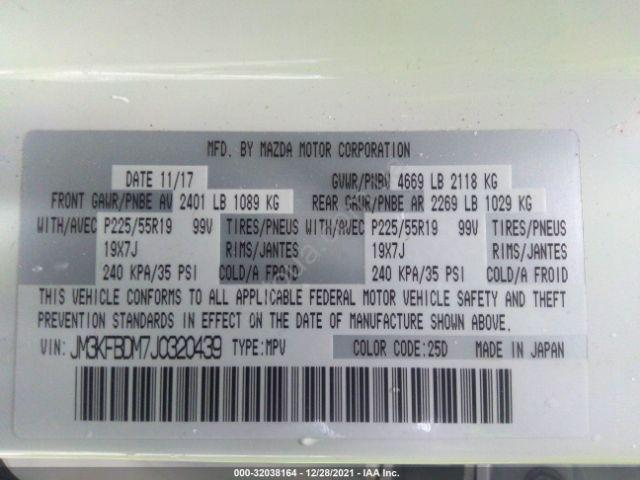 MFD. BY MAZDA MOTOR CORPORATION
DATE 11/17 GVWR/PNBV 4669 LB 2118 KG
FRONT GAWR/PNBE AV 2401 LB 1089 KG REAR GAWR/PNBE AR 2269 LB 1029 KG
WITH/AVEC P225/55R19 99V TIRES/PNEUS WITH/AVEC P225/55R19 99V TIRES/PNEUS
19X7J RIMS/JANTES 19X7J RIMS/JANTES
240 KPA/35 PSI COLD/A FROID 240 KPA/35 PSI COLD/A FROID
THIS VEHICLE CONFORMS TO ALL APPLICABLE FEDERAL MOTOR VEHICLE SAFETY AND THEFT
PREVENTION STANDARDS IN EFFECT ON THE DATE OF MANUFACTURE SHOWN ABOVE.
VIN: JM3KFBDM7J0320439 TYPE:MPV COLOR CODE:25D MADE IN JAPAN
000-32038164 - 12/28/2021 - © IAA Inc.